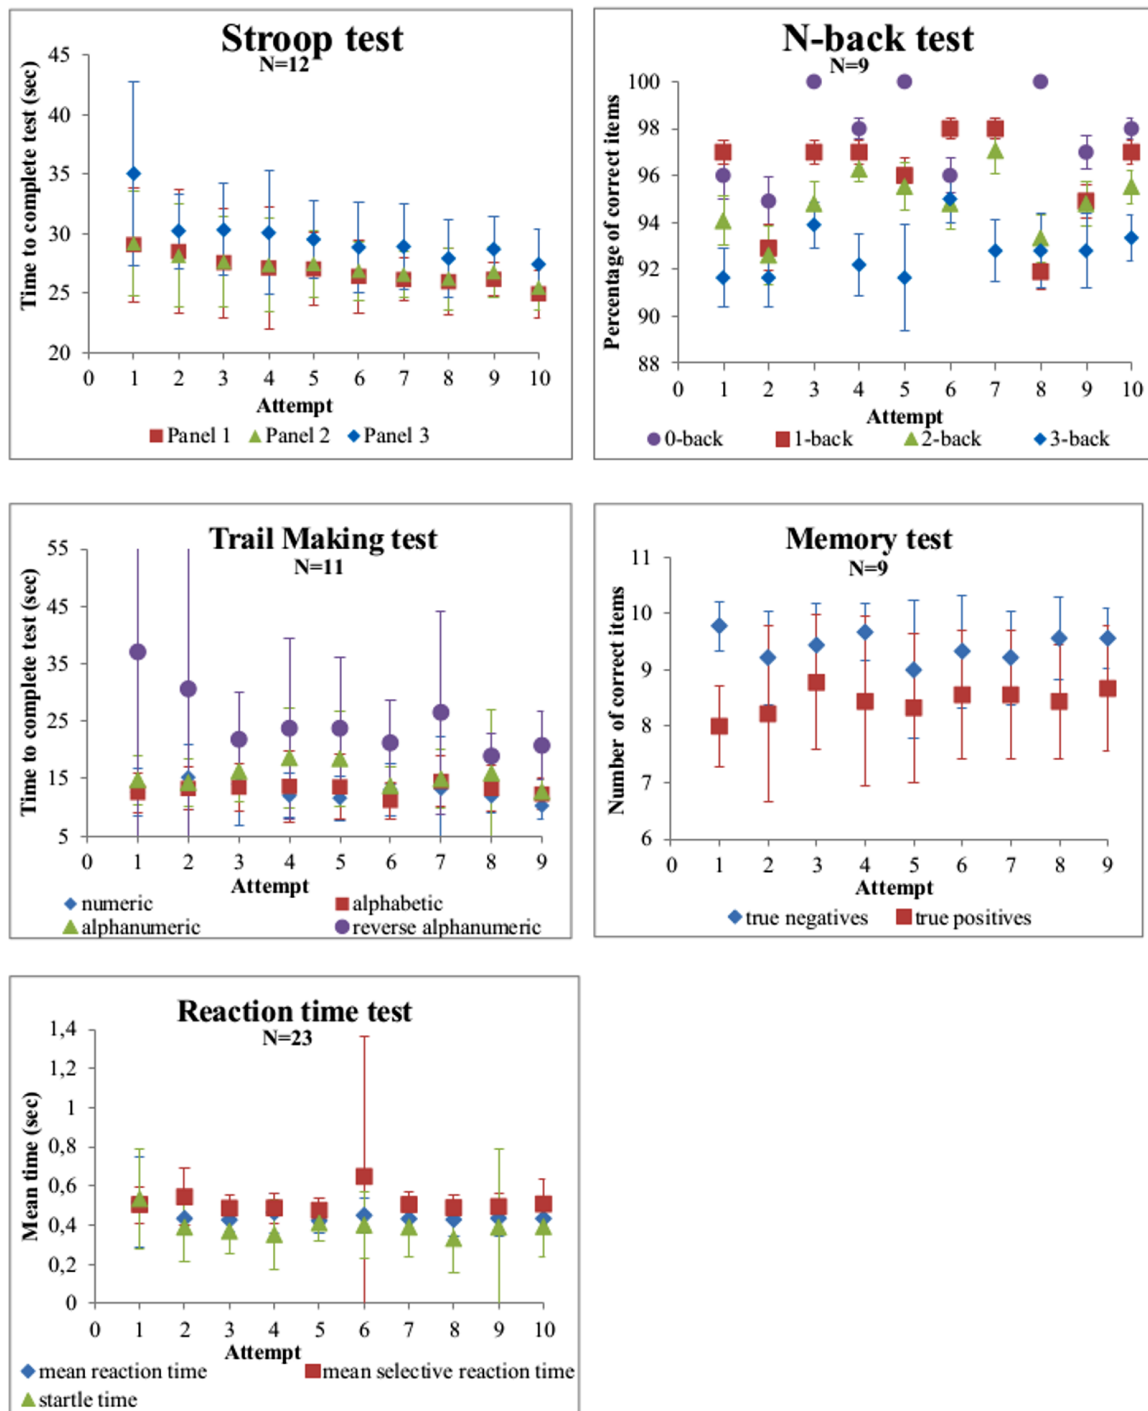 Stroop test
N=12
Time to complete test (sec)
45
40
35
30
25
20
0 1 2 3 4 5 6 7 8 9 10
Attempt
Panel 1 Panel 2 Panel 3
N-back test
N=9
Percentage of correct items
100
98
96
94
92
90
88
0 1 2 3 4 5 6 7 8 9 10
Attempt
0-back 1-back 2-back 3-back
Trail Making test
N=11
Time to complete test (sec)
55
45
35
25
15
5
0 1 2 3 4 5 6 7 8 9
Attempt
numeric alphabetic
alphanumeric reverse alphanumeric
Memory test
N=9
Number of correct items
11
10
9
8
7
6
0 1 2 3 4 5 6 7 8 9
Attempt
true negatives true positives
Reaction time test
N=23
Mean time (sec)
1,4
1,2
1
0,8
0,6
0,4
0,2
0
0 1 2 3 4 5 6 7 8 9 10
Attempt
mean reaction time mean selective reaction time
startle time